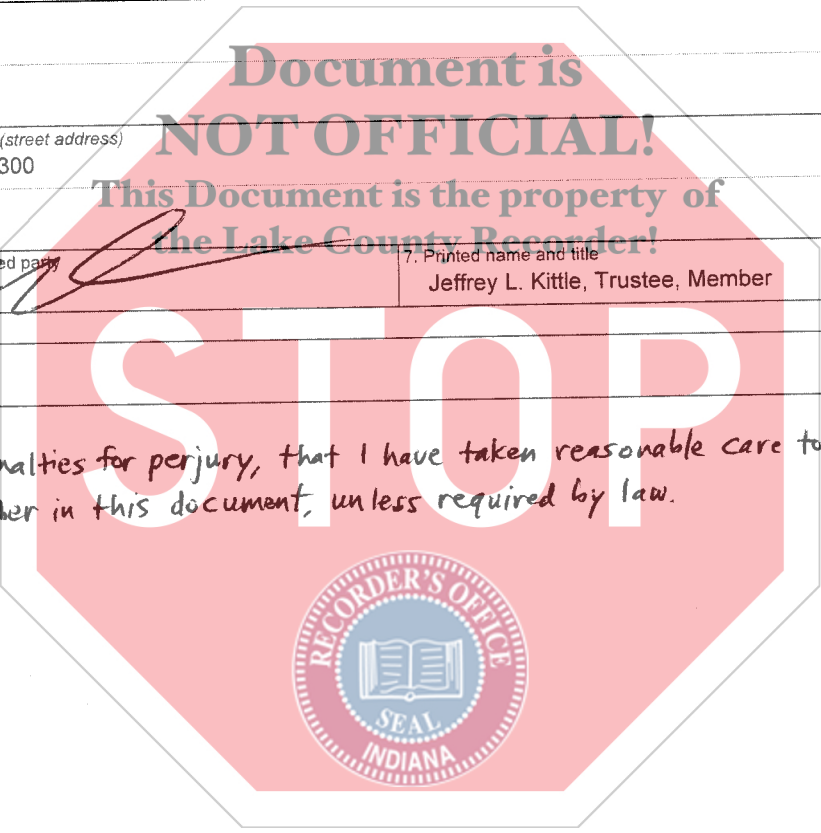 Document is
NOT OFFICIAL!
(street address)
300
This Document is the property of
the Lake County Recorder!
ed party
7. Printed name and title
Jeffrey L. Kittle, Trustee, Member
STOP
nalties for perjury, that I have taken reasonable care to
ber in this document, unless required by law.
RECORDER'S OFFICE
SEAL
INDIANA